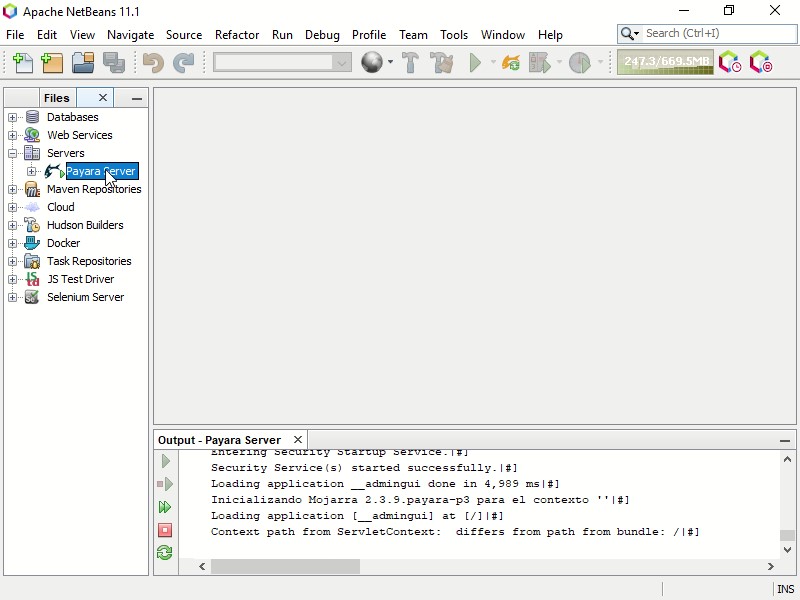 Apache NetBeans 11.1
File Edit View Navigate Source Refactor Run Debug Profile Team Tools Window Help
Search (Ctrl+I)
247.3/669.5MB
Files
Databases
Web Services
Servers
Payara Server
Maven Repositories
Cloud
Hudson Builders
Docker
Task Repositories
JS Test Driver
Selenium Server
Output - Payara Server
Entering Security Startup Service.|#]
Security Service(s) started successfully.|#]
Loading application __admingui done in 4,989 ms|#]
Inicializando Mojarra 2.3.9.payara-p3 para el contexto ''|#]
Loading application [__admingui] at [/]|#]
Context path from ServletContext:  differs from path from bundle: /|#]
INS